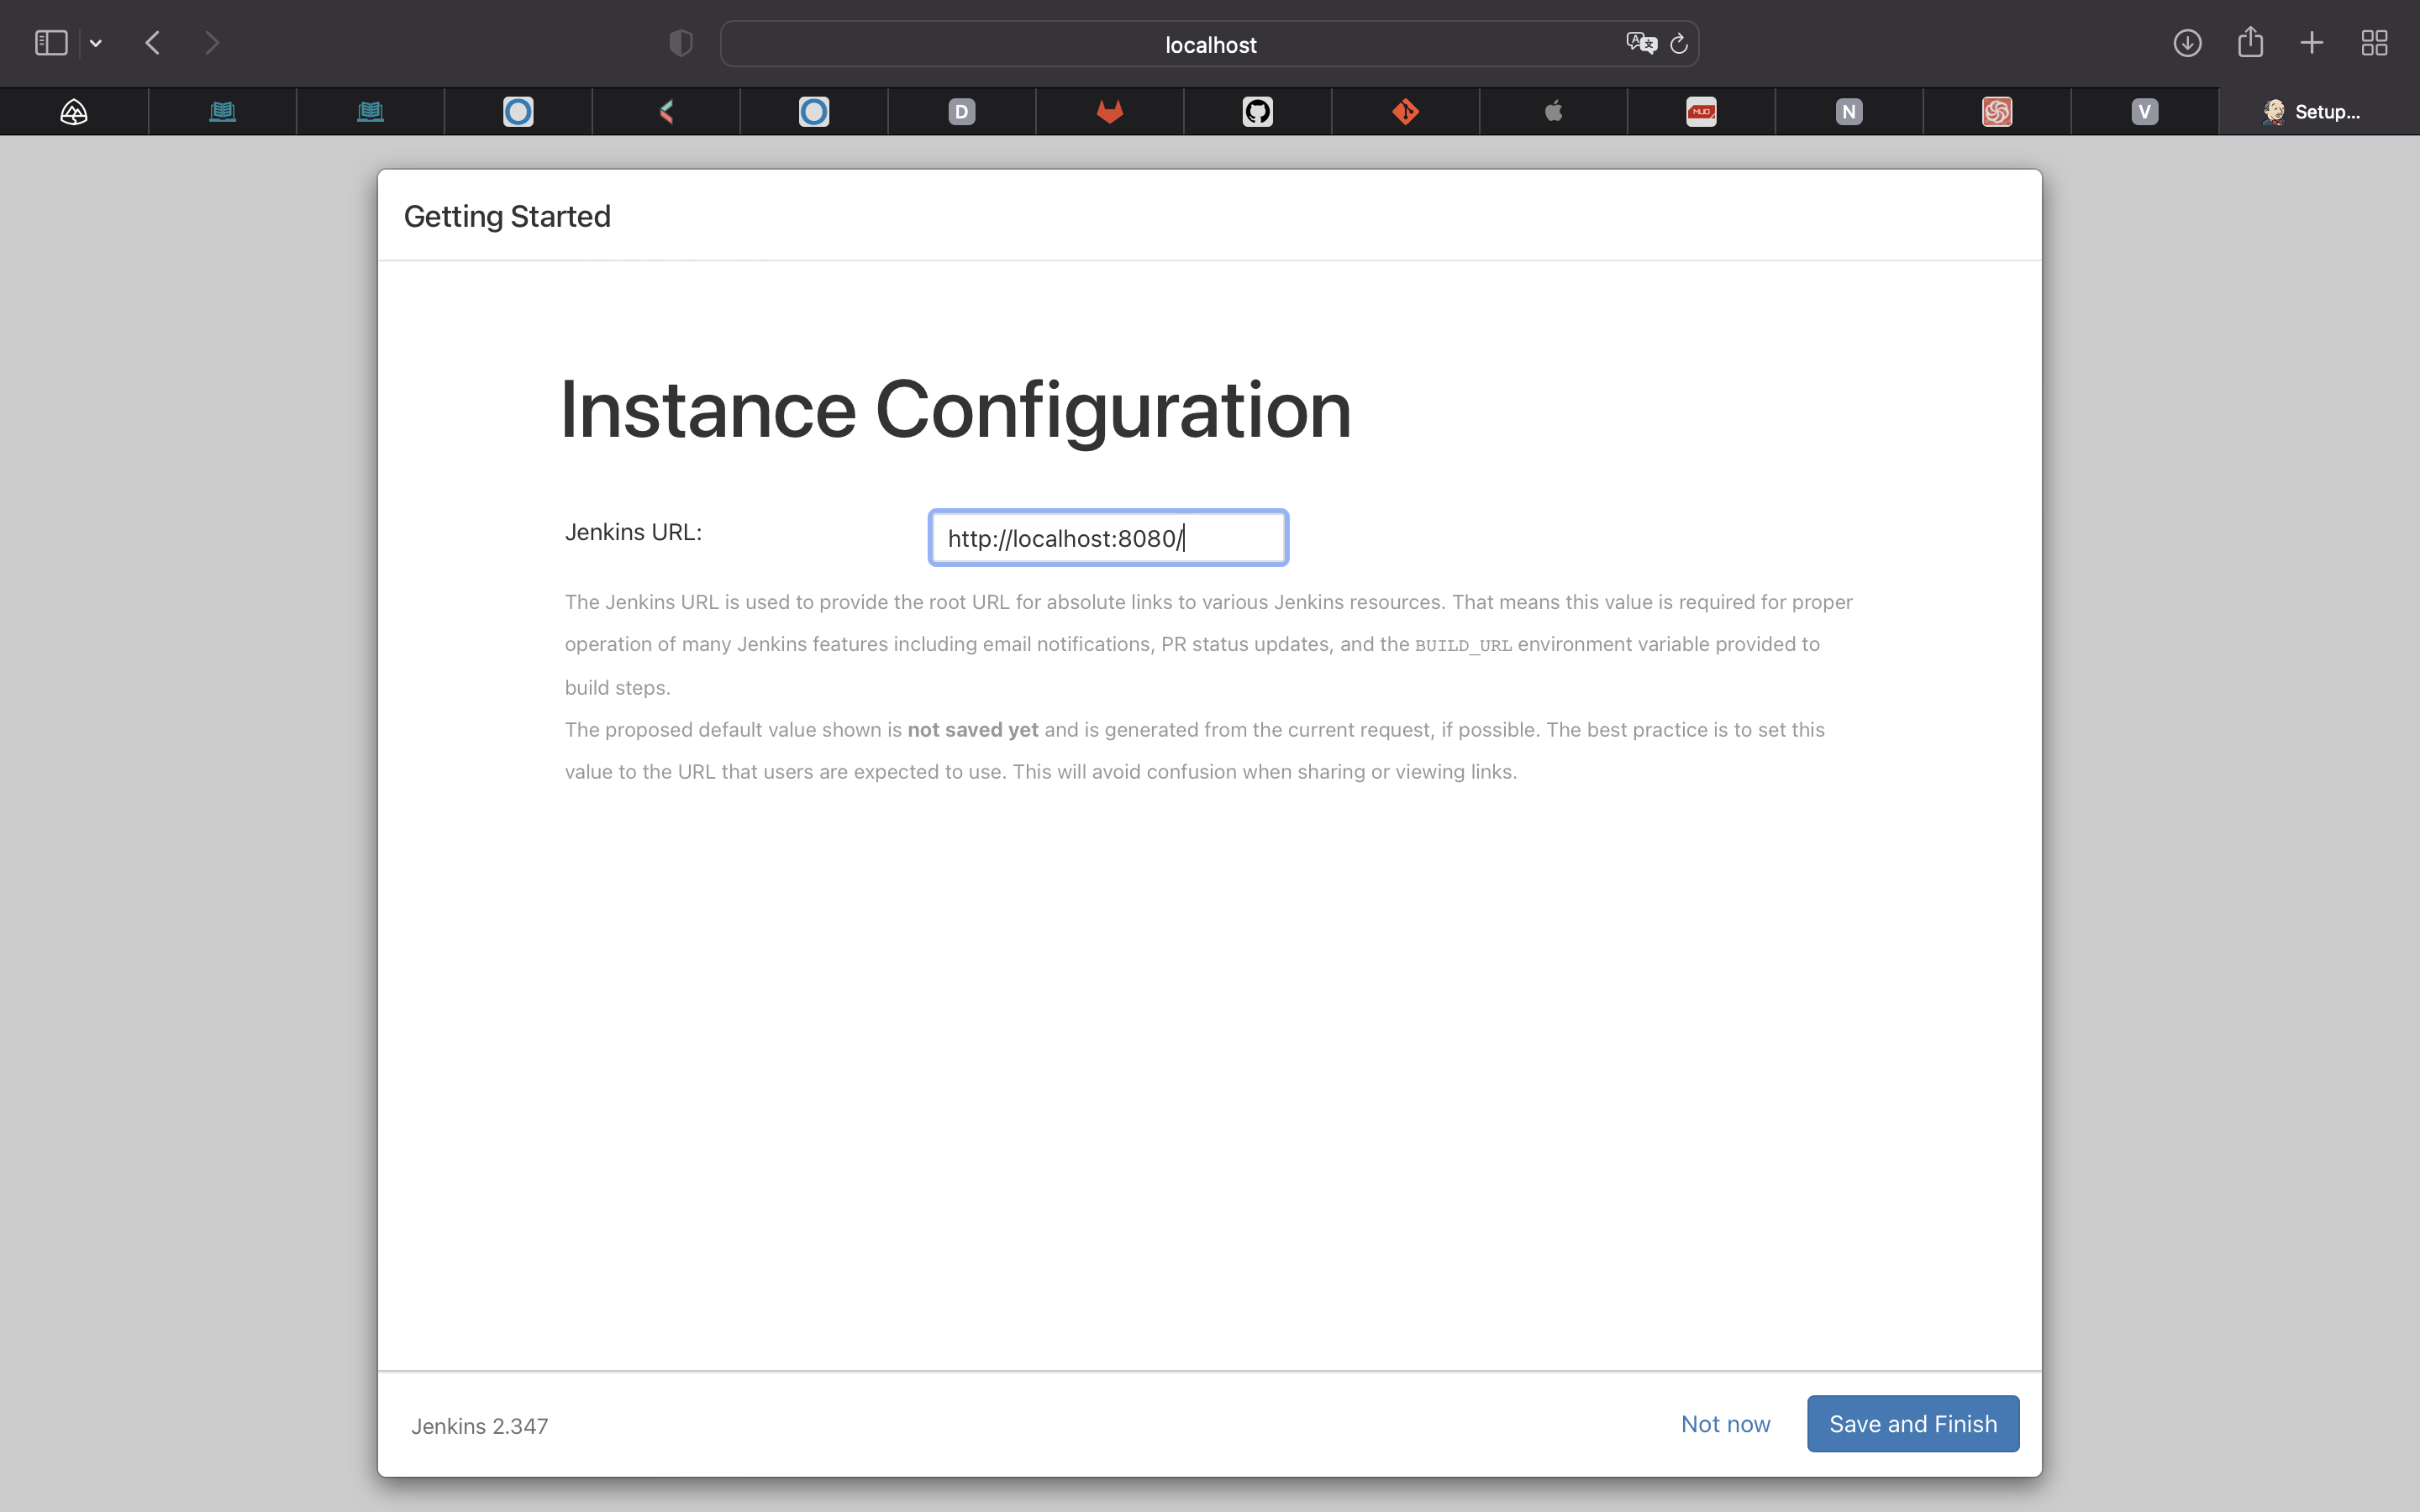 localhost
D
MUO
N
V
Setup...
Getting Started
Instance Configuration
Jenkins URL:
http://localhost:8080/
The Jenkins URL is used to provide the root URL for absolute links to various Jenkins resources. That means this value is required for proper
operation of many Jenkins features including email notifications, PR status updates, and the BUILD_URL environment variable provided to
build steps.
The proposed default value shown is not saved yet and is generated from the current request, if possible. The best practice is to set this
value to the URL that users are expected to use. This will avoid confusion when sharing or viewing links.
Jenkins 2.347
Not now
Save and Finish